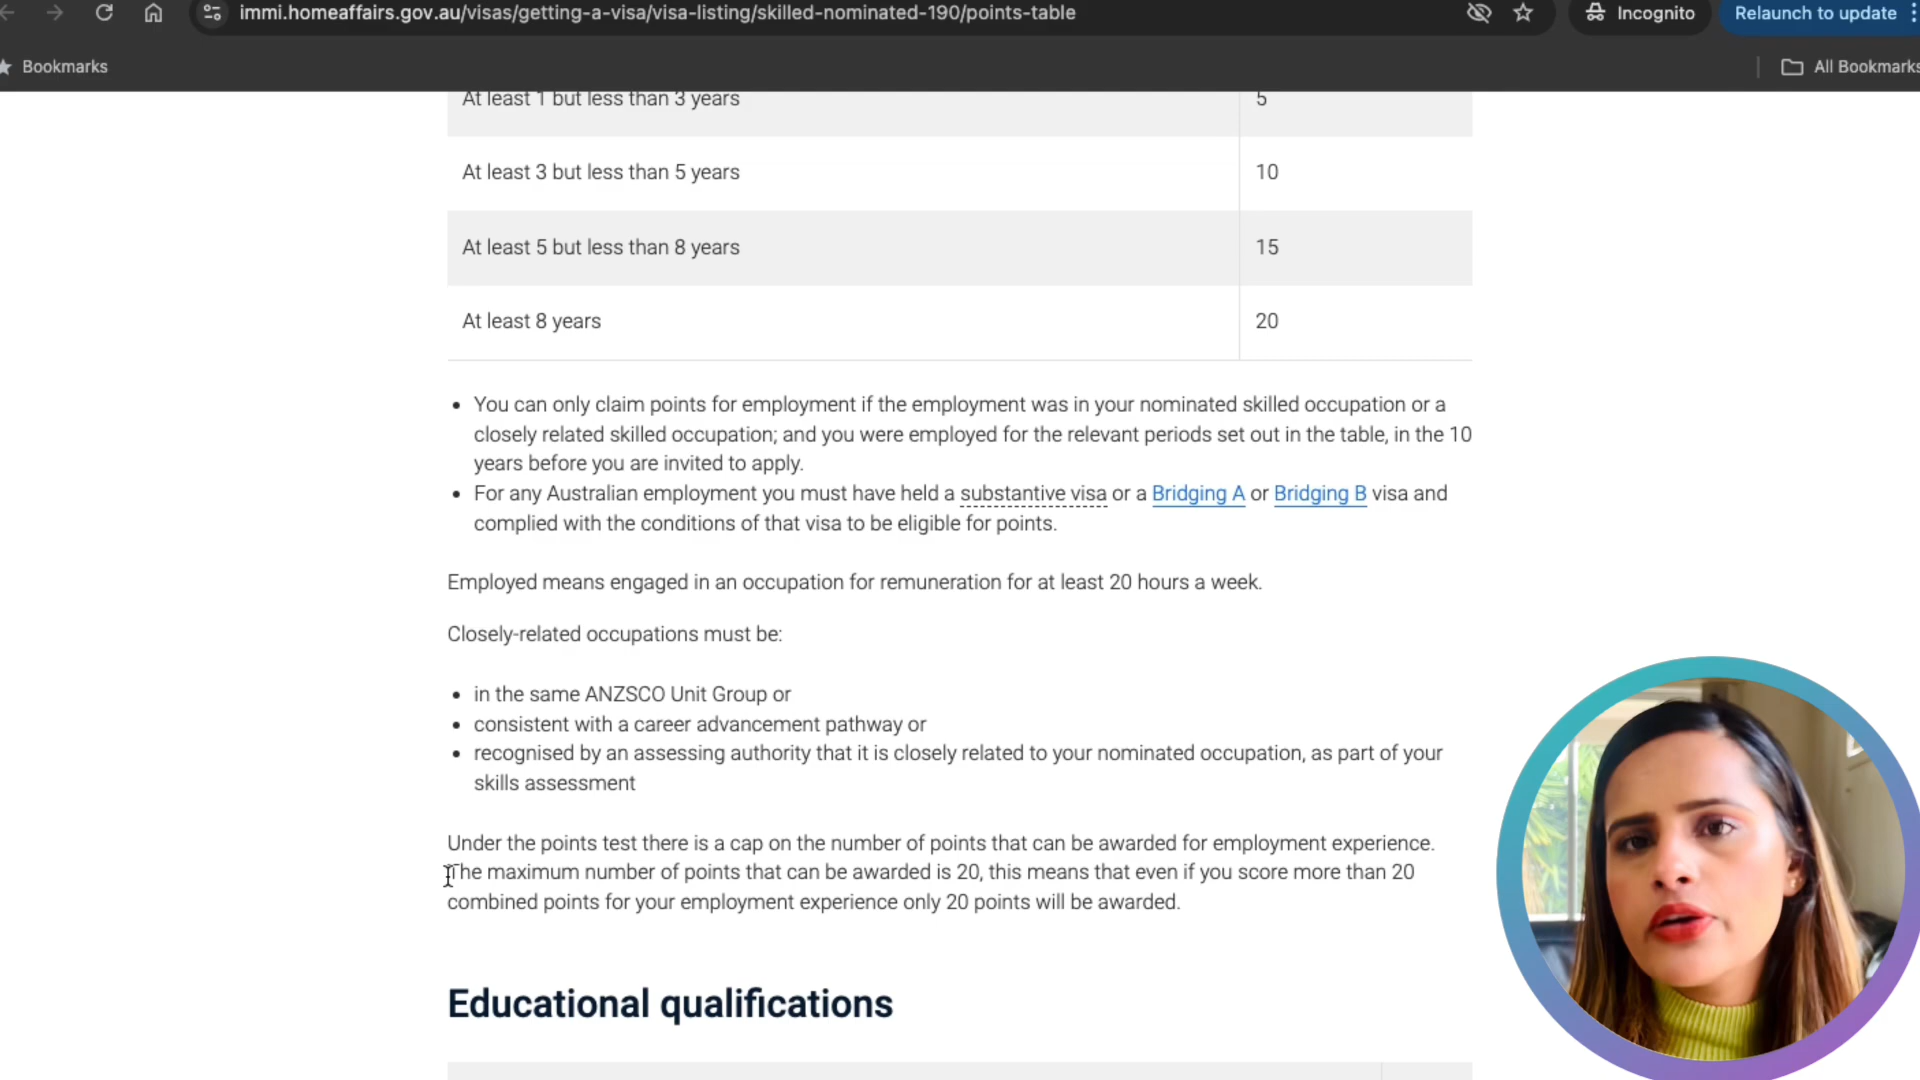 immi.homeaffairs.gov.au/visas/getting-a-visa/visa-listing/skilled-nominated-190/points-table
Incognito
Relaunch to update
Bookmarks
All Bookmarks
At least 1 but less than 3 years 5
At least 3 but less than 5 years 10
At least 5 but less than 8 years 15
At least 8 years 20
• You can only claim points for employment if the employment was in your nominated skilled occupation or a
closely related skilled occupation; and you were employed for the relevant periods set out in the table, in the 10
years before you are invited to apply.
• For any Australian employment you must have held a substantive visa or a Bridging A or Bridging B visa and
complied with the conditions of that visa to be eligible for points.
Employed means engaged in an occupation for remuneration for at least 20 hours a week.
Closely-related occupations must be:
• in the same ANZSCO Unit Group or
• consistent with a career advancement pathway or
• recognised by an assessing authority that it is closely related to your nominated occupation, as part of your
skills assessment
Under the points test there is a cap on the number of points that can be awarded for employment experience.
The maximum number of points that can be awarded is 20, this means that even if you score more than 20
combined points for your employment experience only 20 points will be awarded.
Educational qualifications